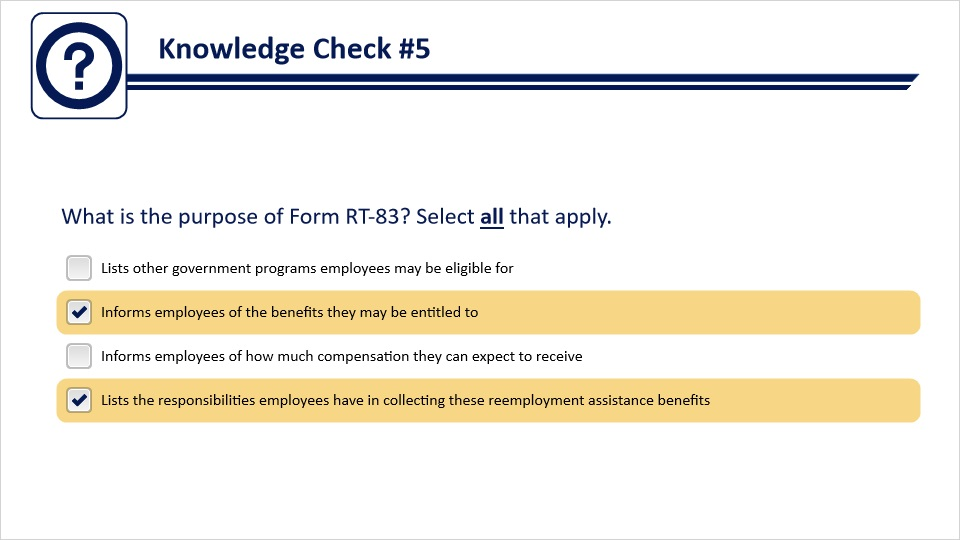 ?
Knowledge Check #5
What is the purpose of Form RT-83? Select all that apply.
Lists other government programs employees may be eligible for
Informs employees of the benefits they may be entitled to
Informs employees of how much compensation they can expect to receive
Lists the responsibilities employees have in collecting these reemployment assistance benefits